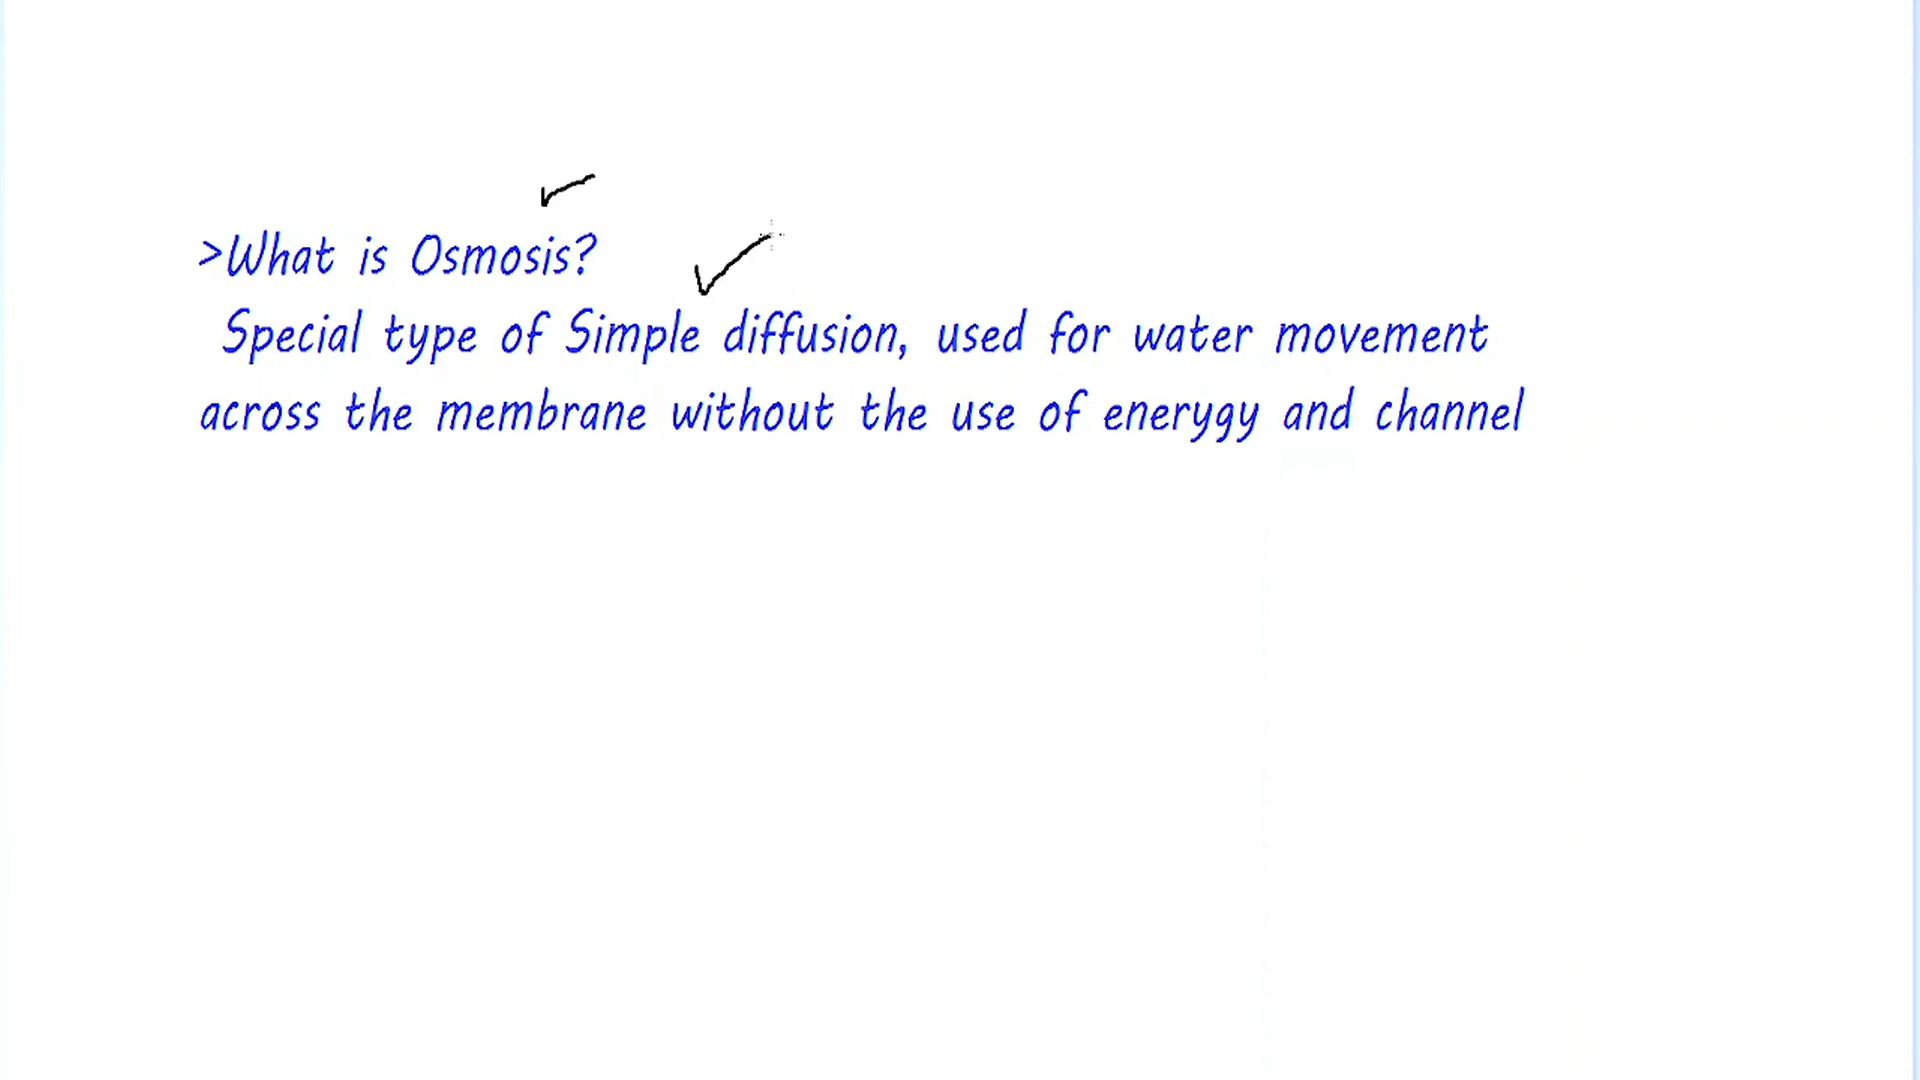 >What is Osmosis?
Special type of Simple diffusion, used for water movement
across the membrane without the use of enerygy and channel